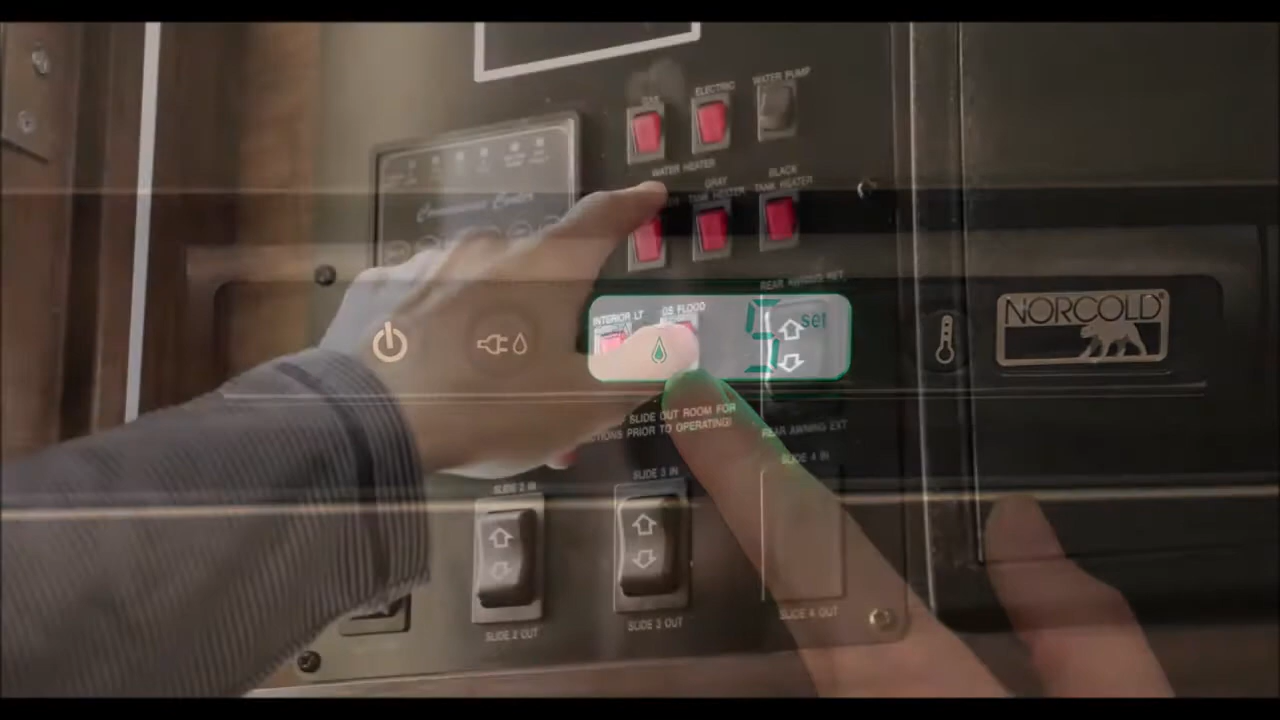 WATER PUMP
ELECTRIC
GAS
WATER HEATER
BLACK
TANK HEATER
GRAY
TANK HEATER
Convenience Center
REAR AWNING RET
INTERIOR LT
DS FLOOD
5
set
NORCOLD
SLIDE OUT ROOM FOR
PRIOR TO OPERATING!
REAR AWNING EXT
SLIDE 4 IN
SLIDE 3 IN
SLIDE 2 IN
SLIDE 4 OUT
SLIDE 3 OUT
SLIDE 2 OUT